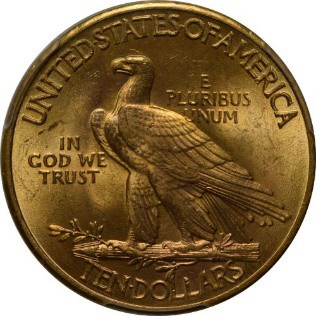 UNITED·STATES·OF·AMERICA
E
PLURIBUS
UNUM
IN
GOD WE
TRUST
TEN·DOLLARS